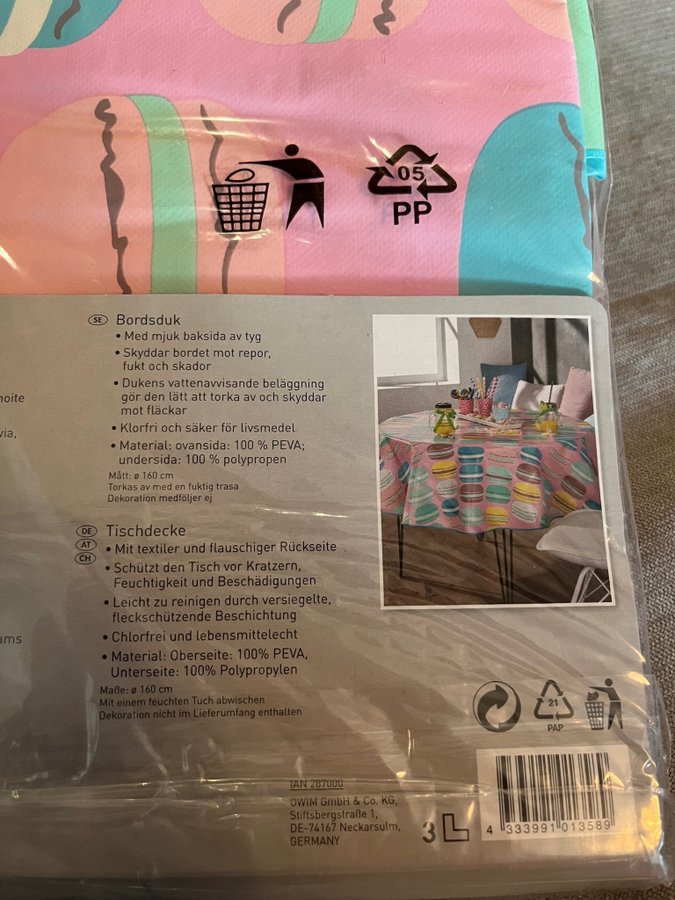 05
PP
SE Bordsduk
• Med mjuk baksida av tyg
• Skyddar bordet mot repor,
fukt och skador
• Dukens vattenavvisande beläggning
gör den lätt att torka av och skyddar
mot fläckar
• Klorfri och säker för livsmedel
• Material: ovansida: 100 % PEVA;
undersida: 100 % polypropen
Mått: ø 160 cm
Torkas av med en fuktig trasa
Dekoration medföljer ej
DE Tischdecke
AT
CH
• Mit textiler und flauschiger Rückseite
• Schützt den Tisch vor Kratzern,
Feuchtigkeit und Beschädigungen
• Leicht zu reinigen durch versiegelte,
fleckschützende Beschichtung
• Chlorfrei und lebensmittelecht
• Material: Oberseite: 100% PEVA,
Unterseite: 100% Polypropylen
Maße: ø 160 cm
Mit einem feuchten Tuch abwischen
Dekoration nicht im Lieferumfang enthalten
21
PAP
IAN 287000
OWIM GmbH & Co. KG,
Stiftsbergstraße 1,
DE-74167 Neckarsulm,
GERMANY
3
4 333991 013589